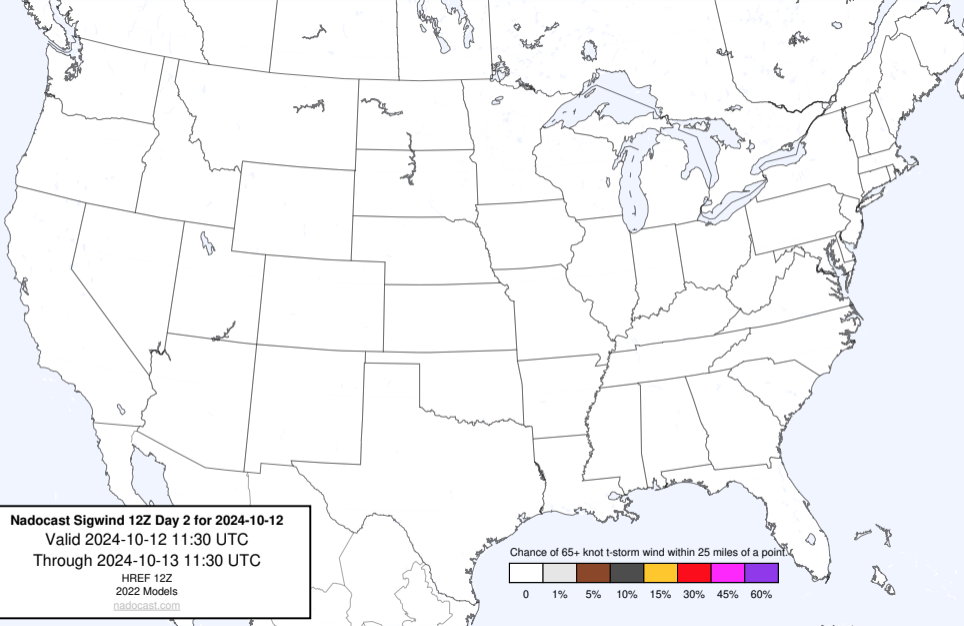 Nadocast Sigwind 12Z Day 2 for 2024-10-12
Valid 2024-10-12 11:30 UTC
Through 2024-10-13 11:30 UTC
HREF 12Z
2022 Models
nadocast.com
Chance of 65+ knot t-storm wind within 25 miles of a point.
0 1% 5% 10% 15% 30% 45% 60%